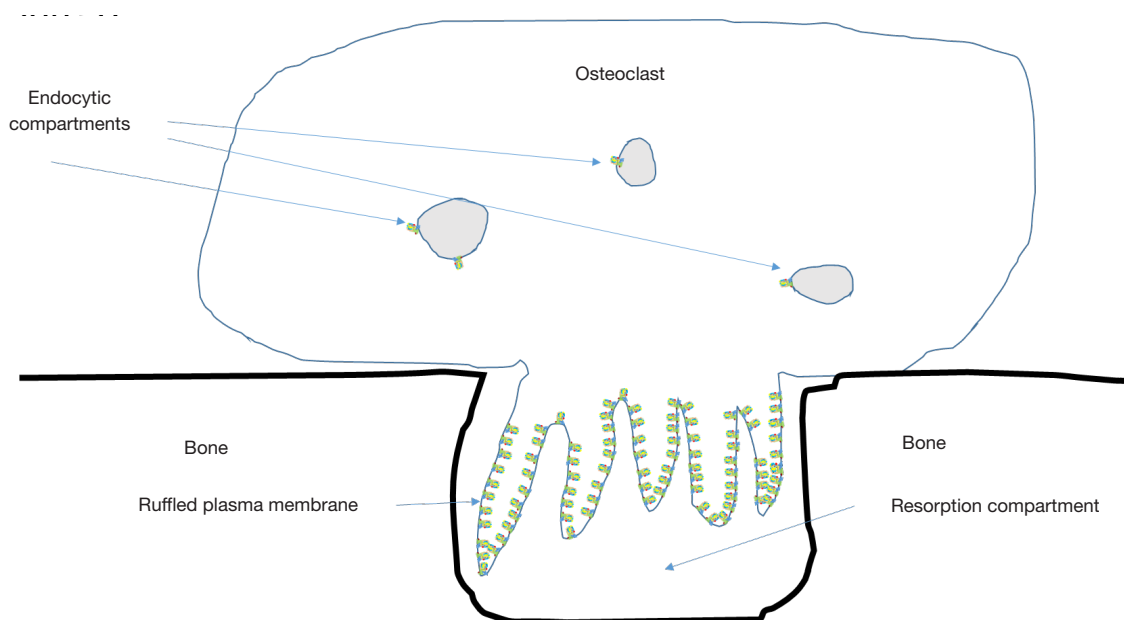 Osteoclast
Endocytic
compartments
Bone
Bone
Ruffled plasma membrane
Resorption compartment